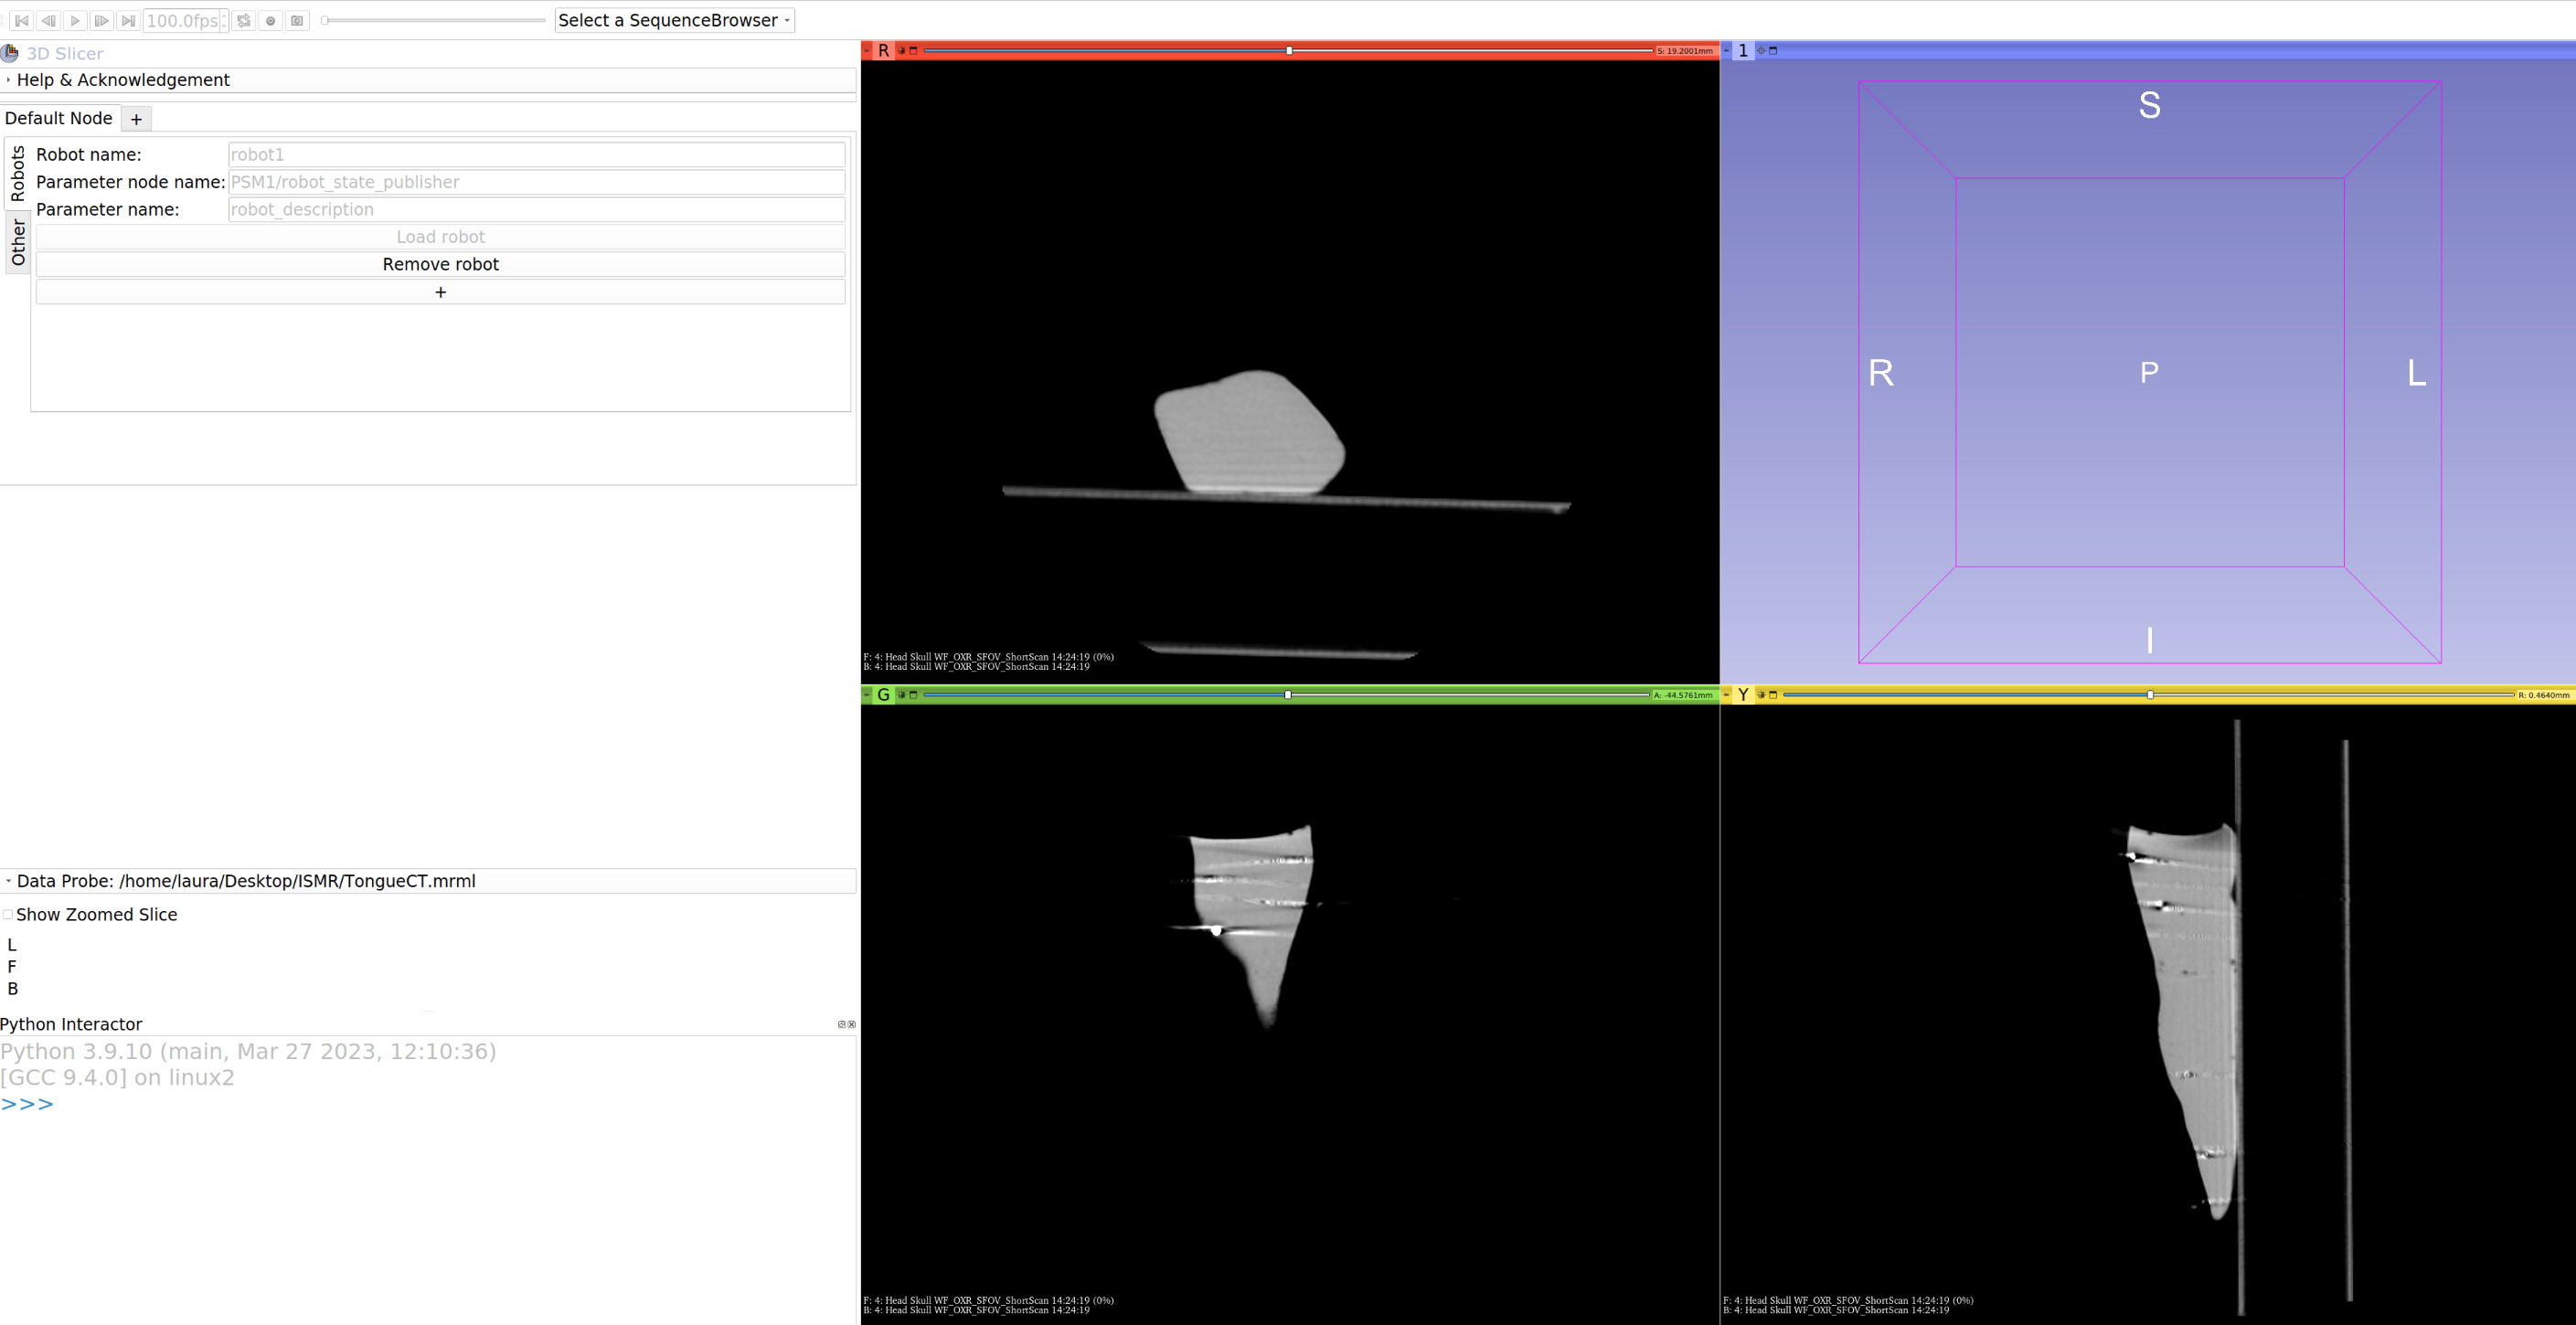 100.0fps
Select a SequenceBrowser
3D Slicer
Help & Acknowledgement
Default Node +
Robots
Other
Robot name: robot1
Parameter node name: PSM1/robot_state_publisher
Parameter name: robot_description
Load robot
Remove robot
+
Data Probe: /home/laura/Desktop/ISMR/TongueCT.mrml
Show Zoomed Slice
L
F
B
Python Interactor
Python 3.9.10 (main, Mar 27 2023, 12:10:36)
[GCC 9.4.0] on linux2
>>>
R S: 19.2001mm
F: 4: Head Skull WF_OXR_SFOV_ShortScan 14:24:19 (0%)
B: 4: Head Skull WF_OXR_SFOV_ShortScan 14:24:19
1
S
R P L
I
G A: -44.5761mm
F: 4: Head Skull WF_OXR_SFOV_ShortScan 14:24:19 (0%)
B: 4: Head Skull WF_OXR_SFOV_ShortScan 14:24:19
Y R: 0.4640mm
F: 4: Head Skull WF_OXR_SFOV_ShortScan 14:24:19 (0%)
B: 4: Head Skull WF_OXR_SFOV_ShortScan 14:24:19